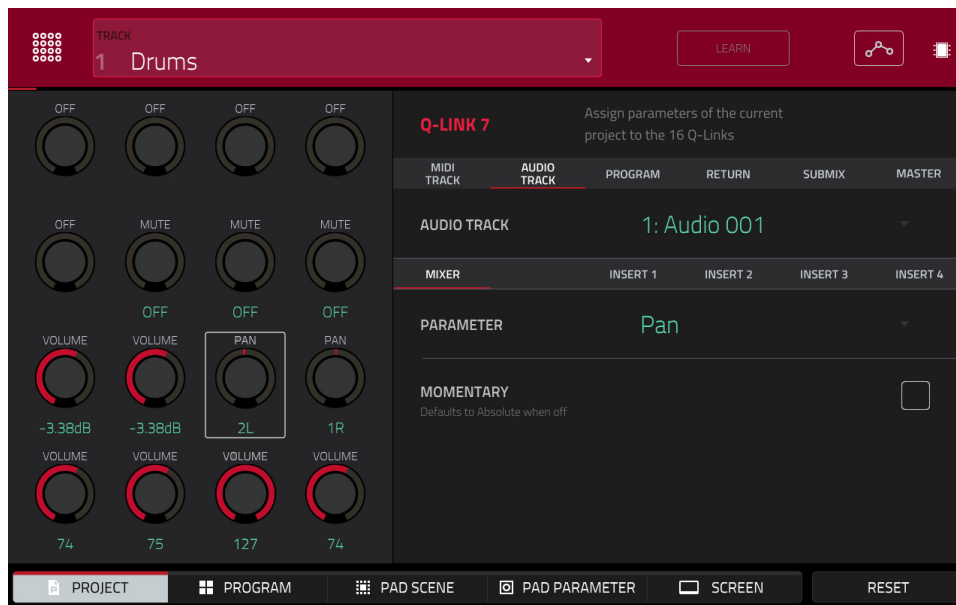 TRACK
1 Drums
LEARN
OFF OFF OFF OFF
Q-LINK 7
Assign parameters of the current
project to the 16 Q-Links
MIDI TRACK AUDIO TRACK PROGRAM RETURN SUBMIX MASTER
OFF MUTE MUTE MUTE
OFF OFF OFF
AUDIO TRACK 1: Audio 001
MIXER INSERT 1 INSERT 2 INSERT 3 INSERT 4
VOLUME VOLUME PAN PAN
-3.38dB -3.38dB 2L 1R
PARAMETER Pan
MOMENTARY
Defaults to Absolute when off
VOLUME VOLUME VOLUME VOLUME
74 75 127 74
PROJECT PROGRAM PAD SCENE PAD PARAMETER SCREEN RESET